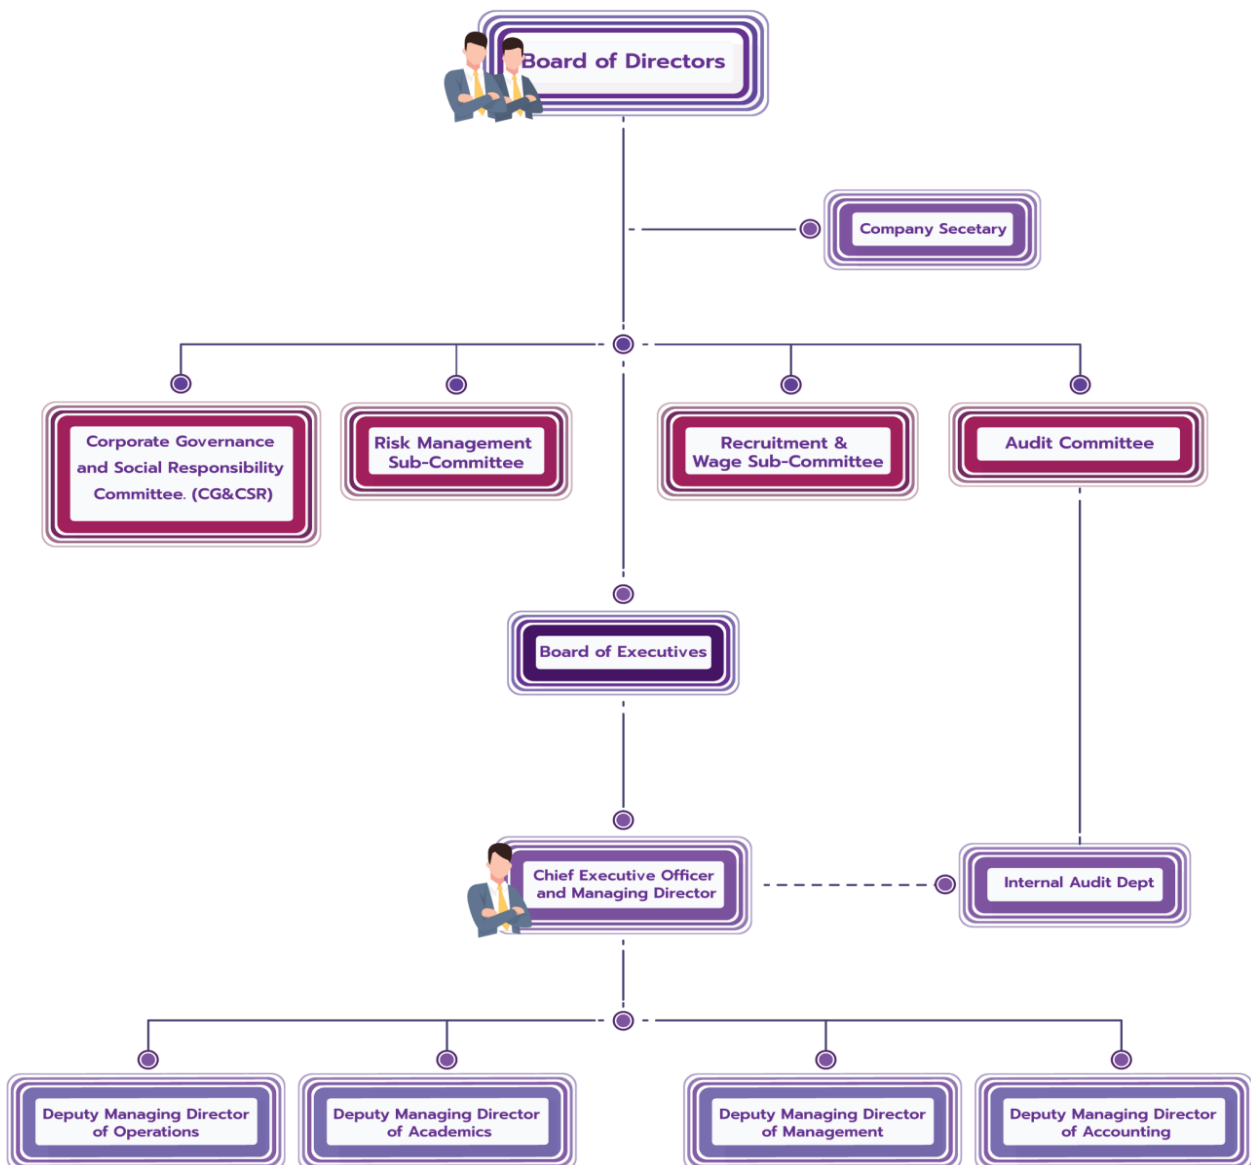 Board of Directors
Company Secetary
Corporate Governance
and Social Responsibility
Committee. (CG&CSR)
Risk Management
Sub-Committee
Recruitment &
Wage Sub-Committee
Audit Committee
Board of Executives
Chief Executive Officer
and Managing Director
Internal Audit Dept
Deputy Managing Director
of Operations
Deputy Managing Director
of Academics
Deputy Managing Director
of Management
Deputy Managing Director
of Accounting